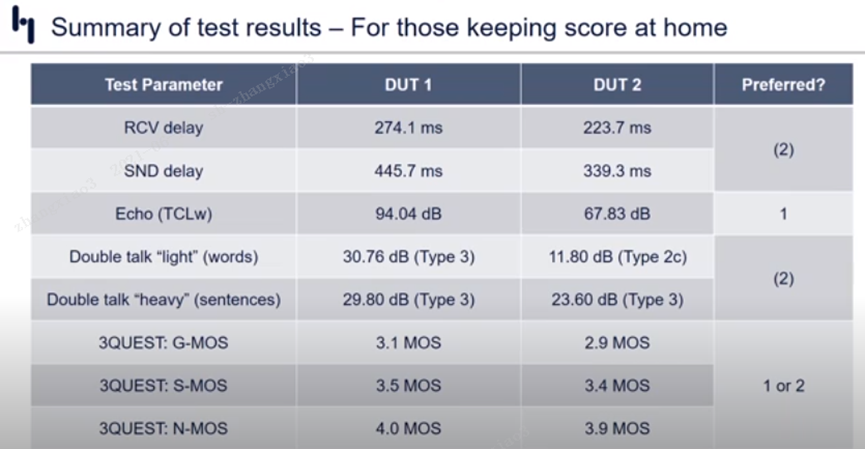 Summary of test results – For those keeping score at home
Test Parameter DUT 1 DUT 2 Preferred?
RCV delay 274.1 ms 223.7 ms (2)
SND delay 445.7 ms 339.3 ms
Echo (TCLw) 94.04 dB 67.83 dB 1
Double talk “light” (words) 30.76 dB (Type 3) 11.80 dB (Type 2c) (2)
Double talk “heavy” (sentences) 29.80 dB (Type 3) 23.60 dB (Type 3)
3QUEST: G-MOS 3.1 MOS 2.9 MOS
3QUEST: S-MOS 3.5 MOS 3.4 MOS 1 or 2
3QUEST: N-MOS 4.0 MOS 3.9 MOS